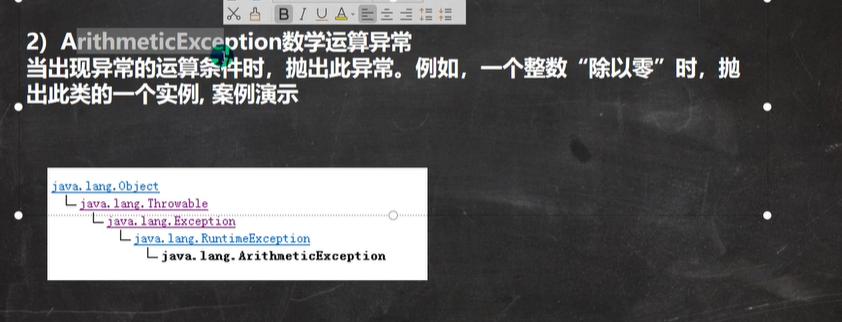 B I U A
2）ArithmeticException数学运算异常
当出现异常的运算条件时，抛出此异常。例如，一个整数“除以零”时，抛
出此类的一个实例, 案例演示
java.lang.Object
java.lang.Throwable
java.lang.Exception
java.lang.RuntimeException
java.lang.ArithmeticException